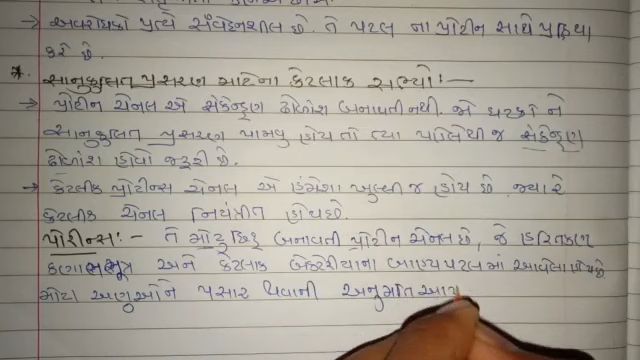 → અવરોધકો પ્રત્યે સંવેદનશીલ છે. તે પટલ ના પ્રોટીન સાથે પ્રક્રિયા
કરે છે.
*. સાનુકુલિત પ્રસરણ માટેના કેટલાક તથ્યો :—
→ પ્રોટીન ચેનલ એ સંકેન્દ્રણ ઢોળાંશ બનાવતી નથી. જો ઘટકો ને
સાનુકુલિત પ્રસરણ પામવુ હોય તો ત્યા પહેલેથી જ સંકેન્દ્રણ
ઢોળાંશ હોવો જરૂરી છે.
→ કેટલીક પ્રોટીન્સ ચેનલ એ હંમેશા ખુલ્લી જ હોય છે. જ્યારે
કેટલીક ચેનલ નિયંત્રીત હોય છે.
પોરીન્સ :- તે મોટુ છિદ્ર બનાવતી પ્રોટીન ચેનલ છે, જે હરિતકણ
કણાભસૂત્ર અને કેટલાક બેક્ટેરીયાના બાહ્ય પટલમાં આવેલા હોય છે
મોટા અણુઓને પસાર થવાની અનુમતિ આપ